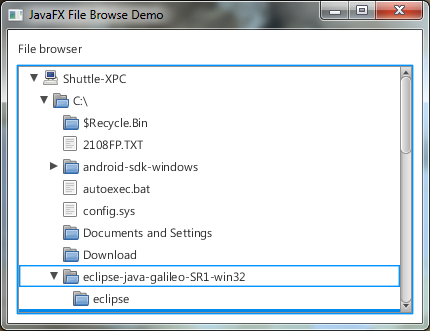 JavaFX File Browse Demo
File browser
Shuttle-XPC
C:\
$Recycle.Bin
2108FP.TXT
android-sdk-windows
autoexec.bat
config.sys
Documents and Settings
Download
eclipse-java-galileo-SR1-win32
eclipse